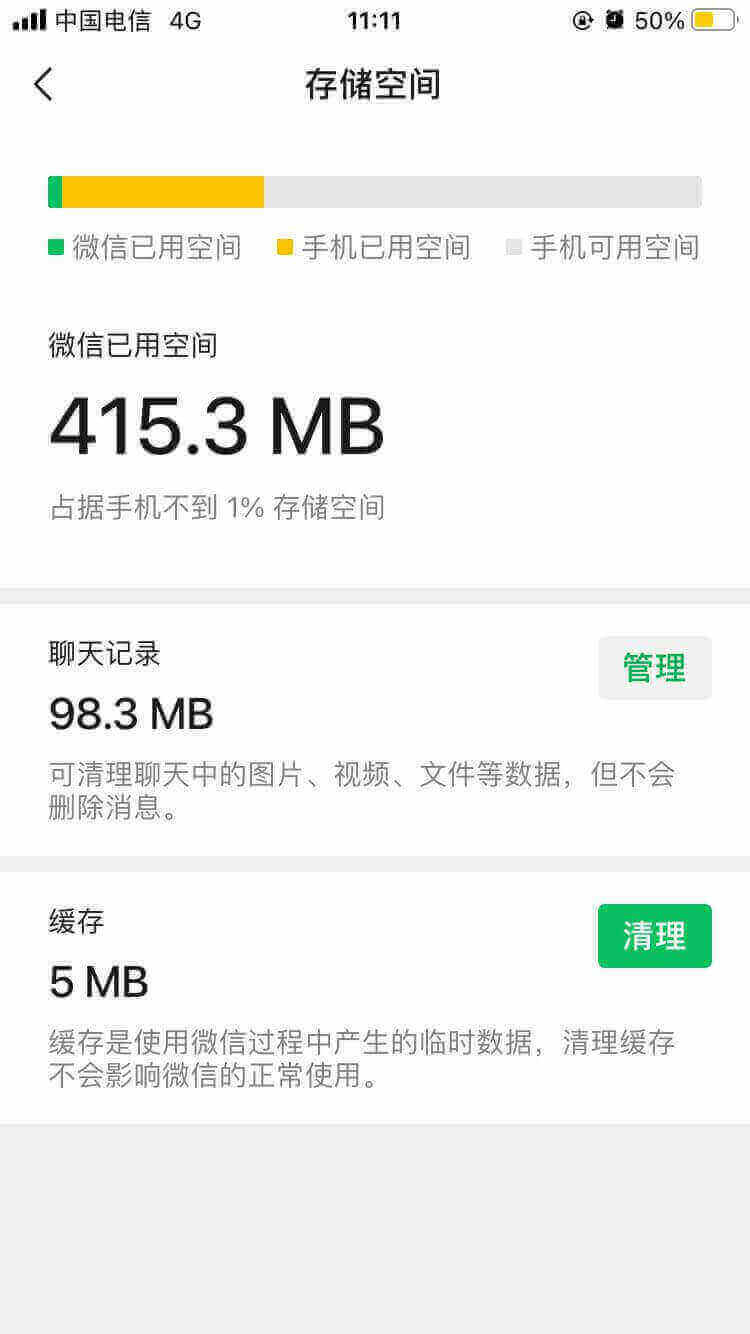 中国电信 4G 11:11 50%
存储空间
微信已用空间 手机已用空间 手机可用空间
微信已用空间
415.3 MB
占据手机不到 1% 存储空间
聊天记录
管理
98.3 MB
可清理聊天中的图片、视频、文件等数据，但不会
删除消息。
缓存
清理
5 MB
缓存是使用微信过程中产生的临时数据，清理缓存
不会影响微信的正常使用。